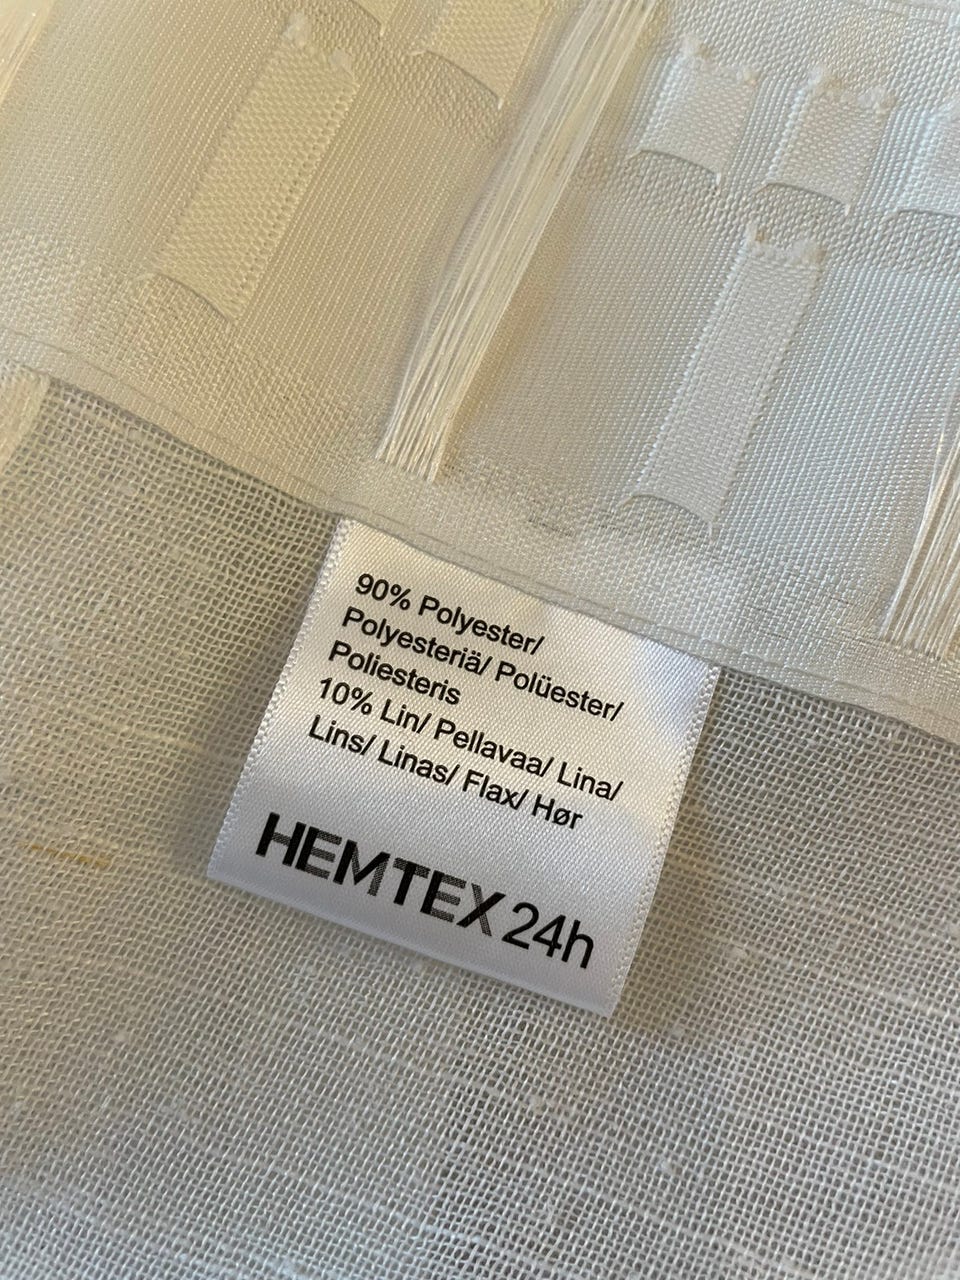 90% Polyester/
Polyesteriä/ Polüester/
Poliesteris
10% Lin/ Pellavaa/ Lina/
Lins/ Linas/ Flax/ Hør
HEMTEX 24h